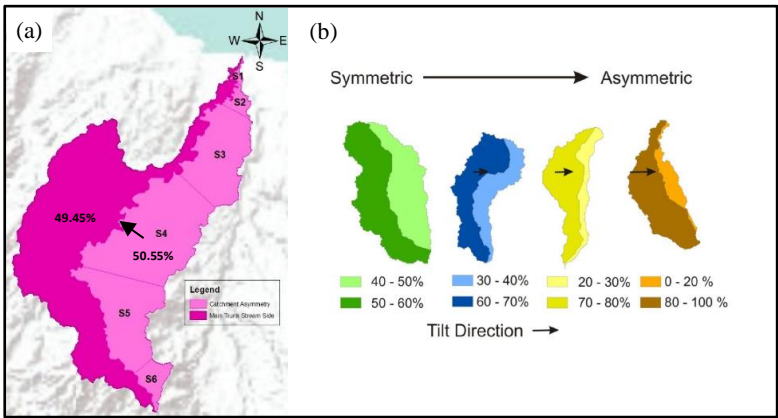 (a)
N
W E
S
S1
S2
S3
49.45%
S4
50.55%
S5
S6
Legend
Catchment Asymmetry
Main Trunk Stream Side
(b)
Symmetric Asymmetric
40 - 50% 30 - 40% 20 - 30% 0 - 20 %
50 - 60% 60 - 70% 70 - 80% 80 - 100 %
Tilt Direction